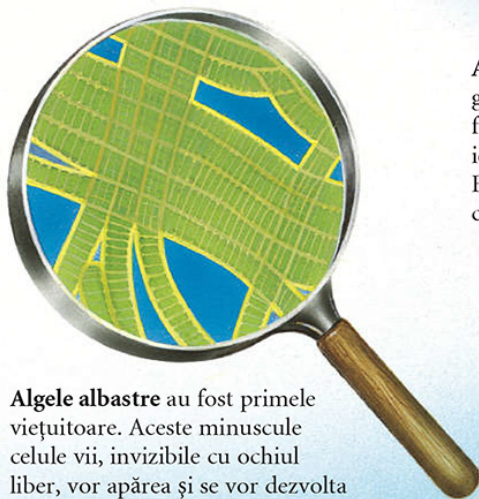 Algele albastre au fost primele
viețuitoare. Aceste minuscule
celule vii, invizibile cu ochiul
liber, vor apărea și se vor dezvolta